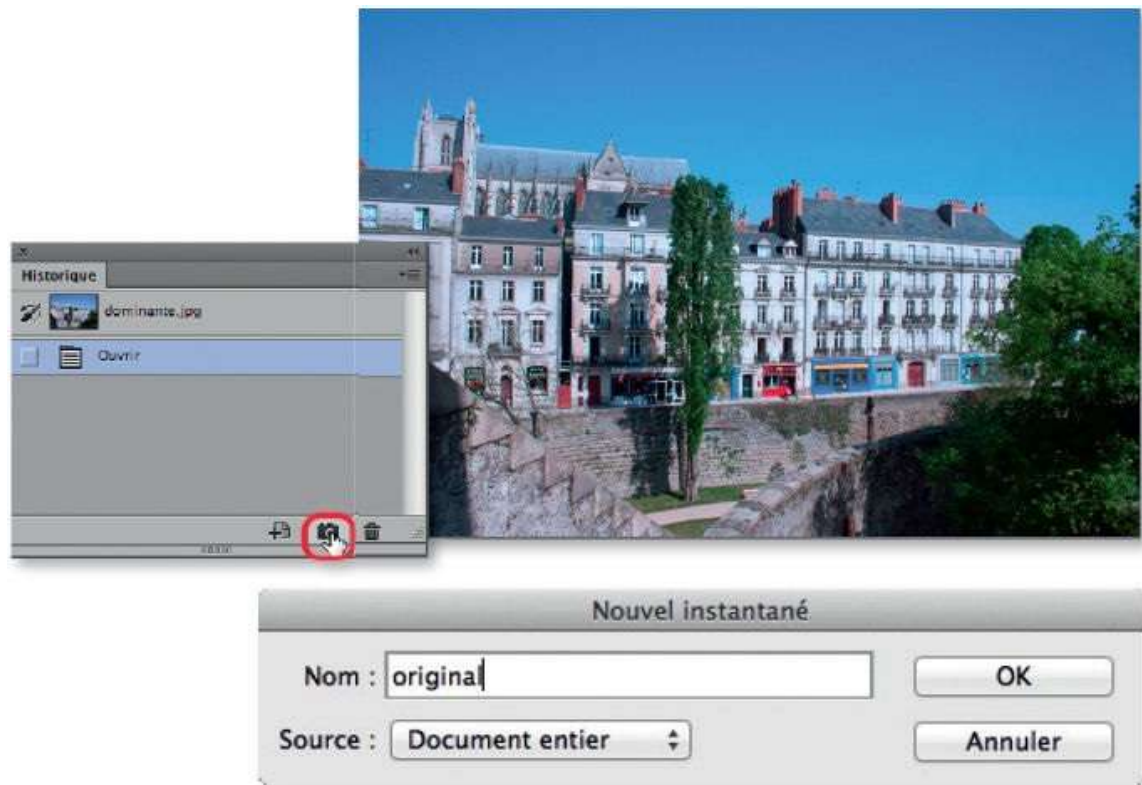 Historique
dominante.jpg
Ouvrir
Nouvel instantané
Nom : original
OK
Source : Document entier
Annuler